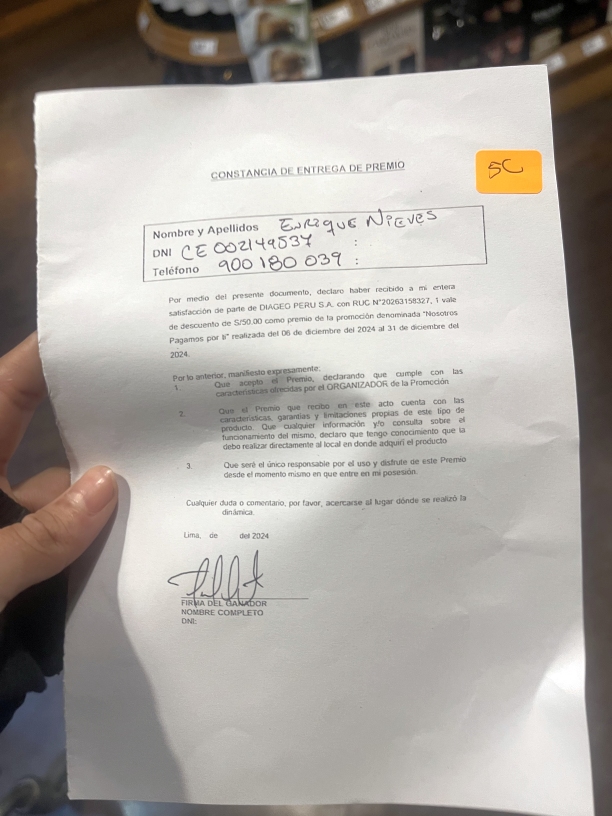 CONSTANCIA DE ENTREGA DE PREMIO
5C
Nombre y Apellidos ENRIQUE NIEVES
DNI CE 002149537 :
Teléfono 900 180 039 :
Por medio del presente documento, declaro haber recibido a mi entera
satisfacción de parte de DIAGEO PERU S.A. con RUC N°20263158327, 1 vale
de descuento de S/50.00 como premio de la promoción denominada "Nosotros
Pagamos por ti" realizada del 06 de diciembre del 2024 al 31 de diciembre del
2024.
Por lo anterior, manifiesto expresamente:
1. Que acepto el Premio, declarando que cumple con las
características ofrecidas por el ORGANIZADOR de la Promoción
2. Que el Premio que recibo en este acto cuenta con las
características, garantías y limitaciones propias de este tipo de
producto. Que cualquier información y/o consulta sobre el
funcionamiento del mismo, declaro que tengo conocimiento que la
debo realizar directamente al local en donde adquirí el producto
3. Que seré el único responsable por el uso y disfrute de este Premio
desde el momento mismo en que entre en mi posesión.
Cualquier duda o comentario, por favor, acercarse al lugar dónde se realizó la
dinámica.
Lima, de del 2024
FIRMA DEL GANADOR
NOMBRE COMPLETO
DNI: